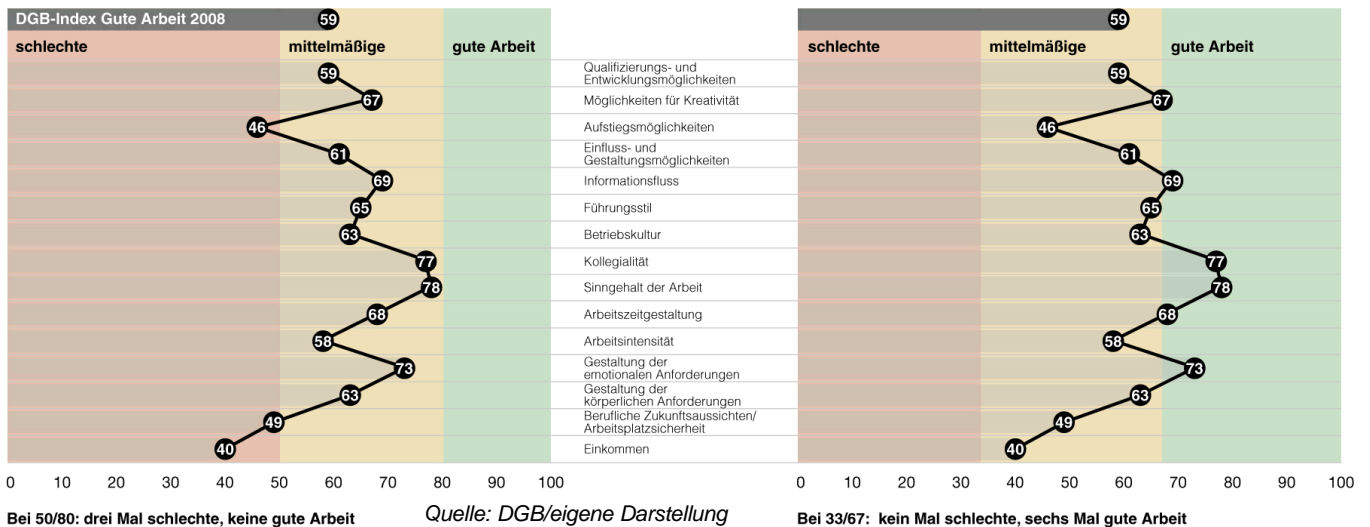 DGB-Index Gute Arbeit 2008
59
59
schlechte
mittelmäßige
gute Arbeit
schlechte
mittelmäßige
gute Arbeit
59
Qualifizierungs- und
Entwicklungsmöglichkeiten
59
67
Möglichkeiten für Kreativität
67
46
Aufstiegsmöglichkeiten
46
61
Einfluss- und
Gestaltungsmöglichkeiten
61
69
Informationsfluss
69
65
Führungsstil
65
63
Betriebskultur
63
77
Kollegialität
77
78
Sinngehalt der Arbeit
78
68
Arbeitszeitgestaltung
68
58
Arbeitsintensität
58
73
Gestaltung der
emotionalen Anforderungen
73
63
Gestaltung der
körperlichen Anforderungen
63
49
Berufliche Zukunftsaussichten/
Arbeitsplatzsicherheit
49
40
Einkommen
40
0 10 20 30 40 50 60 70 80 90 100
0 10 20 30 40 50 60 70 80 90 100
Bei 50/80: drei Mal schlechte, keine gute Arbeit
Quelle: DGB/eigene Darstellung
Bei 33/67: kein Mal schlechte, sechs Mal gute Arbeit